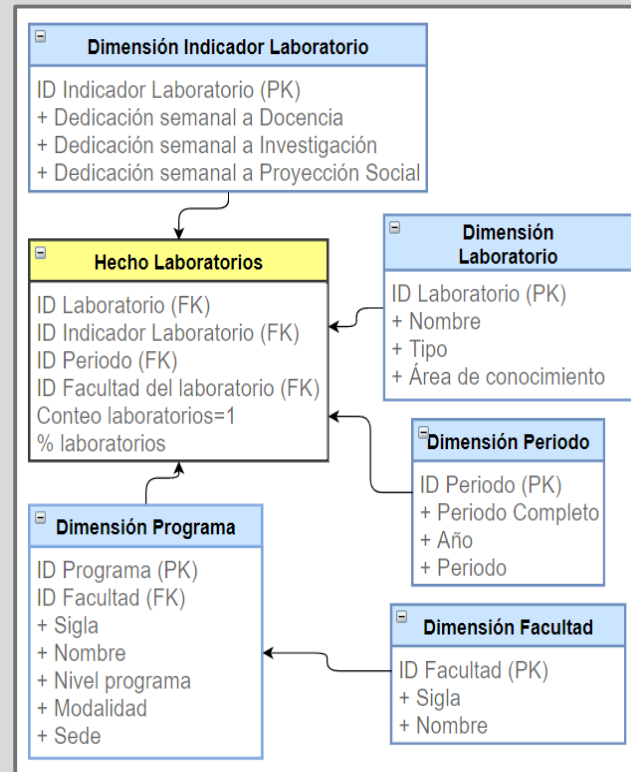 Dimensión Indicador Laboratorio
ID Indicador Laboratorio (PK)
+ Dedicación semanal a Docencia
+ Dedicación semanal a Investigación
+ Dedicación semanal a Proyección Social
Hecho Laboratorios
ID Laboratorio (FK)
ID Indicador Laboratorio (FK)
ID Periodo (FK)
ID Facultad del laboratorio (FK)
Conteo laboratorios=1
% laboratorios
Dimensión
Laboratorio
ID Laboratorio (PK)
+ Nombre
+ Tipo
+ Área de conocimiento
Dimensión Periodo
ID Periodo (PK)
+ Periodo Completo
+ Año
+ Periodo
Dimensión Programa
ID Programa (PK)
ID Facultad (FK)
+ Sigla
+ Nombre
+ Nivel programa
+ Modalidad
+ Sede
Dimensión Facultad
ID Facultad (PK)
+ Sigla
+ Nombre